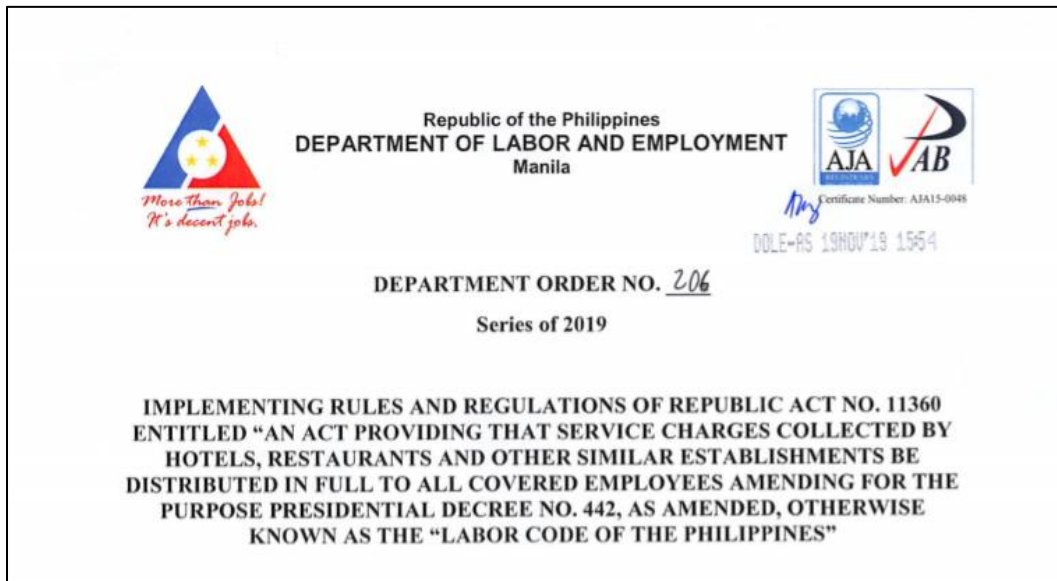 Republic of the Philippines
DEPARTMENT OF LABOR AND EMPLOYMENT
Manila
More than Jobs!
It's decent jobs.
AJA
REGISTRARS
PAB
Certificate Number: AJA15-0048
DOLE-AS 19NOV'19 15:54
DEPARTMENT ORDER NO. 206
Series of 2019
IMPLEMENTING RULES AND REGULATIONS OF REPUBLIC ACT NO. 11360
ENTITLED “AN ACT PROVIDING THAT SERVICE CHARGES COLLECTED BY
HOTELS, RESTAURANTS AND OTHER SIMILAR ESTABLISHMENTS BE
DISTRIBUTED IN FULL TO ALL COVERED EMPLOYEES AMENDING FOR THE
PURPOSE PRESIDENTIAL DECREE NO. 442, AS AMENDED, OTHERWISE
KNOWN AS THE “LABOR CODE OF THE PHILIPPINES”